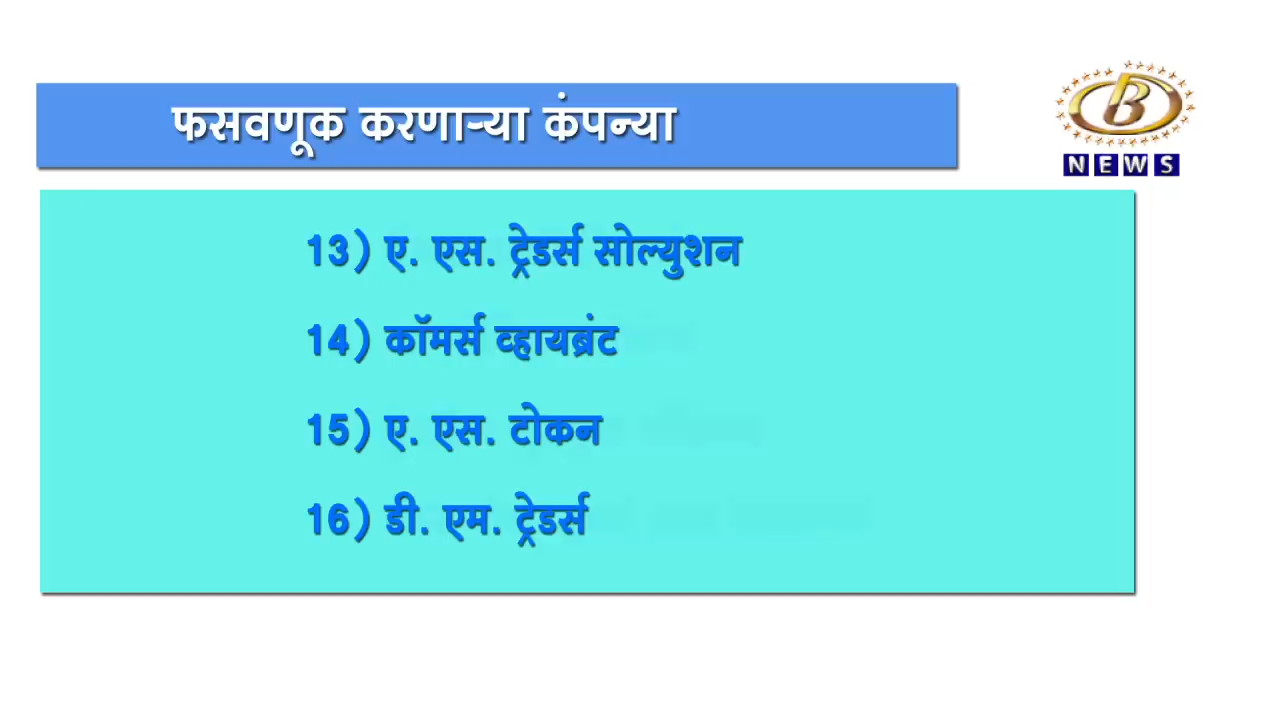 फसवणूक करणाऱ्या कंपन्या
B
NEWS
13) ए. एस. ट्रेडर्स सोल्युशन
14) कॉमर्स व्हायब्रंट
15) ए. एस. टोकन
16) डी. एम. ट्रेडर्स